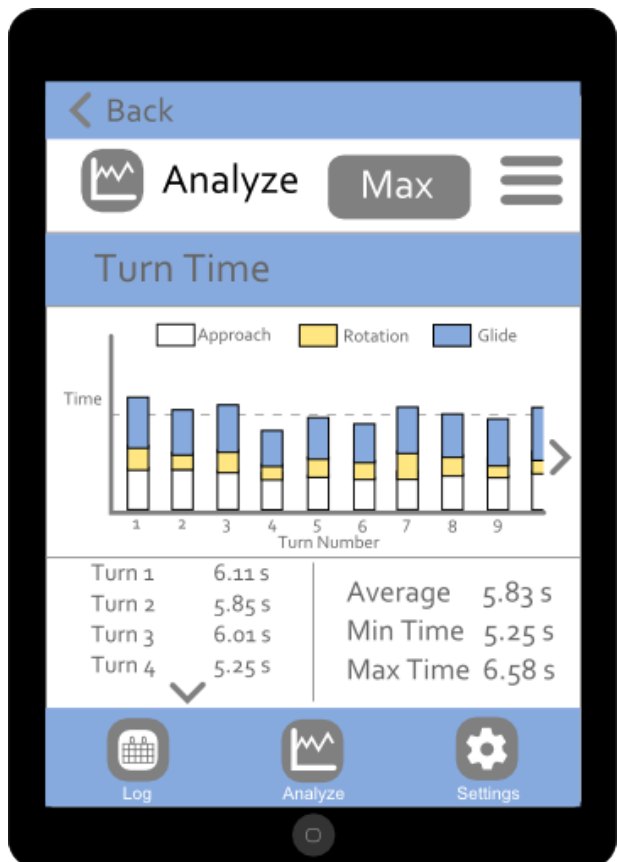 Back
Analyze Max
Turn Time
Approach Rotation Glide
Time
1 2 3 4 5 6 7 8 9
Turn Number
Turn 1 6.11 s
Turn 2 5.85 s
Turn 3 6.01 s
Turn 4 5.25 s
Average 5.83 s
Min Time 5.25 s
Max Time 6.58 s
Log Analyze Settings